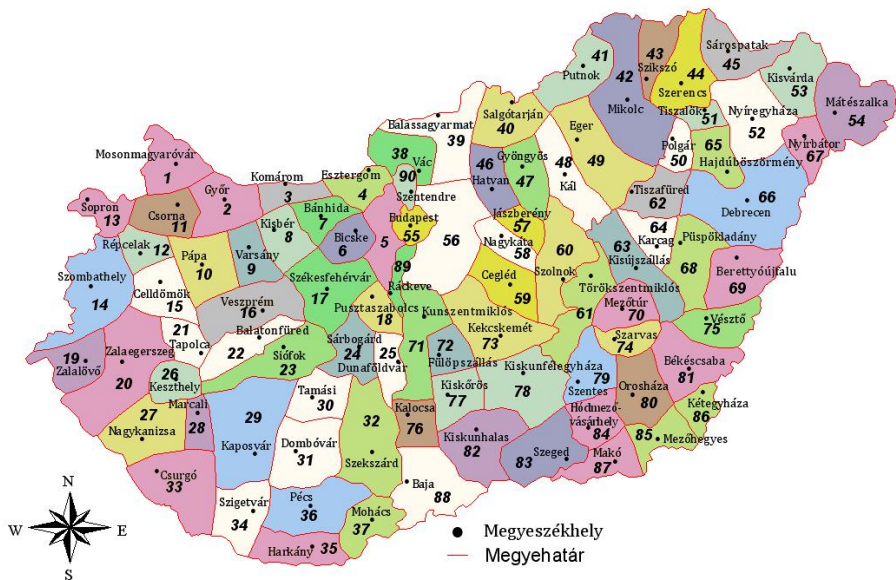 Sárospatak
45
43
Szikszó
44
Szerencs
41
Putnok
42
Mikolc
Kisvárda
53
Mátészalka
54
Tiszalök
51
Nyíregyháza
52
Nyírbátor
67
Polgár
50
65
Hajdúböszörmény
Salgótarján
40
Balassagyarmat
39
Eger
49
48
Kál
46
Hatvan
Gyöngyös
47
38
Vác
90
Szentendre
Mosonmagyaróvár
1
Komárom
3
Esztergom
4
Győr
2
Sopron
13
Csorna
11
Kisbér
8
Bánhida
7
Bicske
6
5
Budapest
55
56
Jászberény
57
Nagykáta
58
60
Szolnok
Tiszafüred
62
66
Debrecen
64
Karcag
63
Kisújszállás
Püspökladány
68
Berettyóújfalu
69
Répcelak
12
Pápa
10
Varsány
9
Szombathely
14
Celldömök
15
Veszprém
16
Székesfehérvár
17
89
Ráckeve
Pusztaszabolcs
18
Cegléd
59
Törökszentmiklós
61
Mezőtúr
70
Vésztő
75
Kunszentmiklós
71
Kekcskemét
73
72
Fülöpszállás
Szarvas
74
21
Tapolca
Balatonfüred
22
Siófok
23
Sárbogárd
24
25
Dunaföldvár
19
Zalalövő
Zalaegerszeg
20
26
Keszthely
Kiskunfélegyháza
78
79
Szentes
Orosháza
80
Békéscsaba
81
Kétegyháza
86
27
Nagykanizsa
Marcali
28
29
Kaposvár
Tamási
30
Kiskőrös
77
Kalocsa
76
32
Szekszárd
Dombóvár
31
Kiskunhalas
82
Szeged
83
Hódmező-
vásárhely
84
85
Mezőhegyes
Makó
87
Csurgó
33
Szigetvár
34
Pécs
36
Mohács
37
Baja
88
Harkány
35
N
W
E
S
Megyeszékhely
Megyehatár